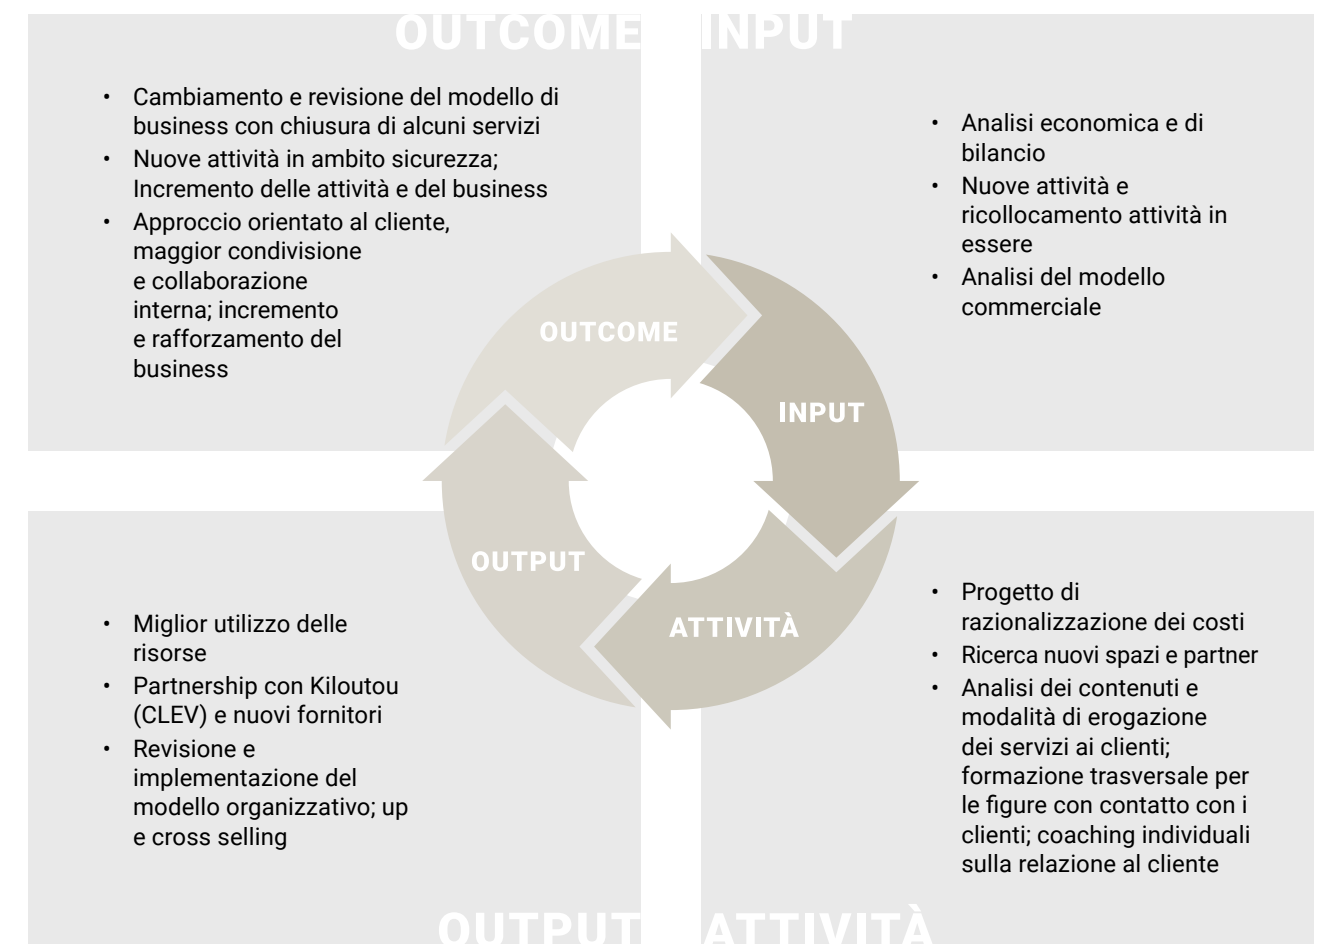 OUTCOME
• Cambiamento e revisione del modello di
business con chiusura di alcuni servizi
• Nuove attività in ambito sicurezza;
Incremento delle attività e del business
• Approccio orientato al cliente,
maggior condivisione
e collaborazione
interna; incremento
e rafforzamento del
business
INPUT
• Analisi economica e di
bilancio
• Nuove attività e
ricollocamento attività in
essere
• Analisi del modello
commerciale
OUTCOME
INPUT
OUTPUT
ATTIVITÀ
• Miglior utilizzo delle
risorse
• Partnership con Kiloutou
(CLEV) e nuovi fornitori
• Revisione e
implementazione del
modello organizzativo; up
e cross selling
OUTPUT
• Progetto di
razionalizzazione dei costi
• Ricerca nuovi spazi e partner
• Analisi dei contenuti e
modalità di erogazione
dei servizi ai clienti;
formazione trasversale per
le figure con contatto con i
clienti; coaching individuali
sulla relazione al cliente
ATTIVITÀ